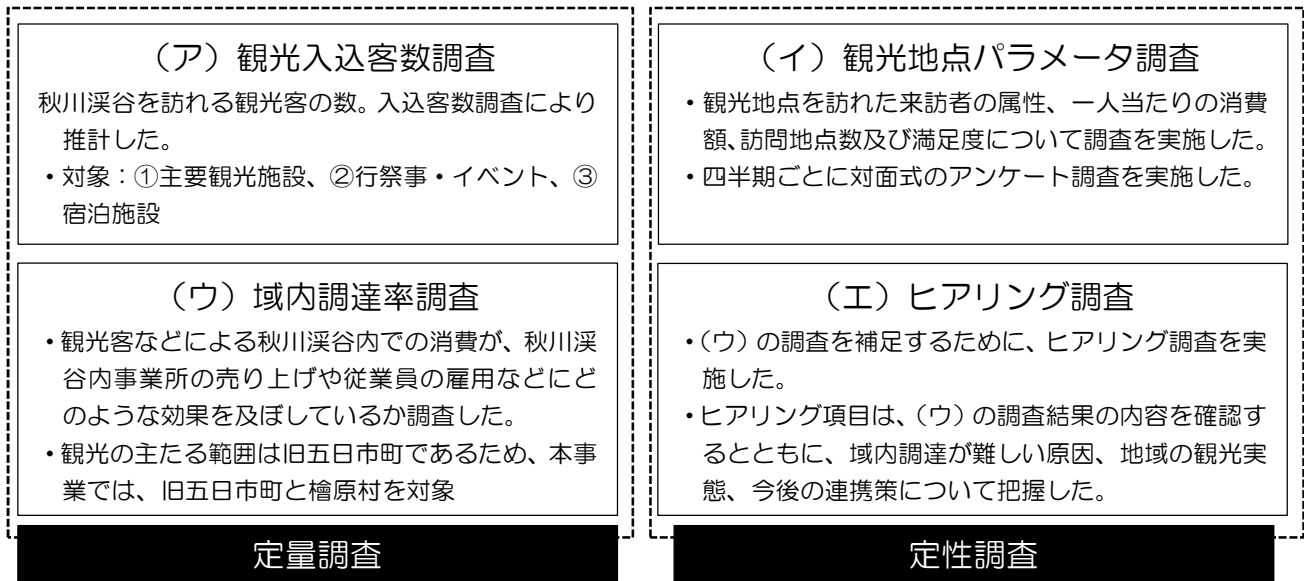 （ア）観光入込客数調査
秋川渓谷を訪れる観光客の数。入込客数調査により
推計した。
・対象：①主要観光施設、②行祭事・イベント、③
宿泊施設
（イ）観光地点パラメータ調査
・観光地点を訪れた来訪者の属性、一人当たりの消費
額、訪問地点数及び満足度について調査を実施した。
・四半期ごとに対面式のアンケート調査を実施した。
（ウ）域内調達率調査
・観光客などによる秋川渓谷内での消費が、秋川渓
谷内事業所の売り上げや従業員の雇用などにど
のような効果を及ぼしているか調査した。
・観光の主たる範囲は旧五日市町であるため、本事
業では、旧五日市町と檜原村を対象
（エ）ヒアリング調査
・（ウ）の調査を補足するために、ヒアリング調査を実
施した。
・ヒアリング項目は、（ウ）の調査結果の内容を確認す
るとともに、域内調達が難しい原因、地域の観光実
態、今後の連携策について把握した。
定量調査
定性調査